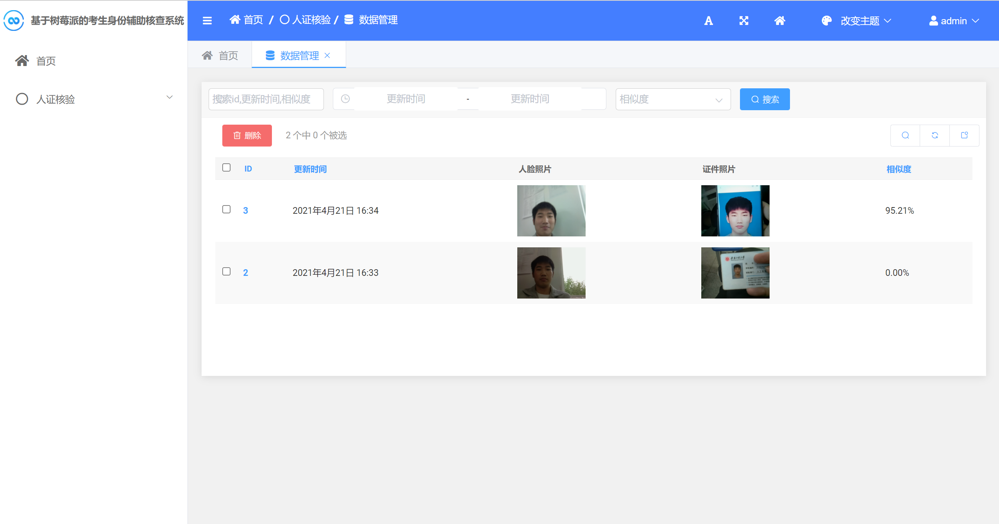 基于树莓派的考生身份辅助核查系统
首页 / 人证核验 / 数据管理
改变主题
admin
首页
人证核验
首页
数据管理
搜索id,更新时间,相似度
更新时间 - 更新时间
相似度
搜索
删除
2 个中 0 个被选
ID 更新时间 人脸照片 证件照片 相似度
3 2021年4月21日 16:34 95.21%
2 2021年4月21日 16:33 0.00%